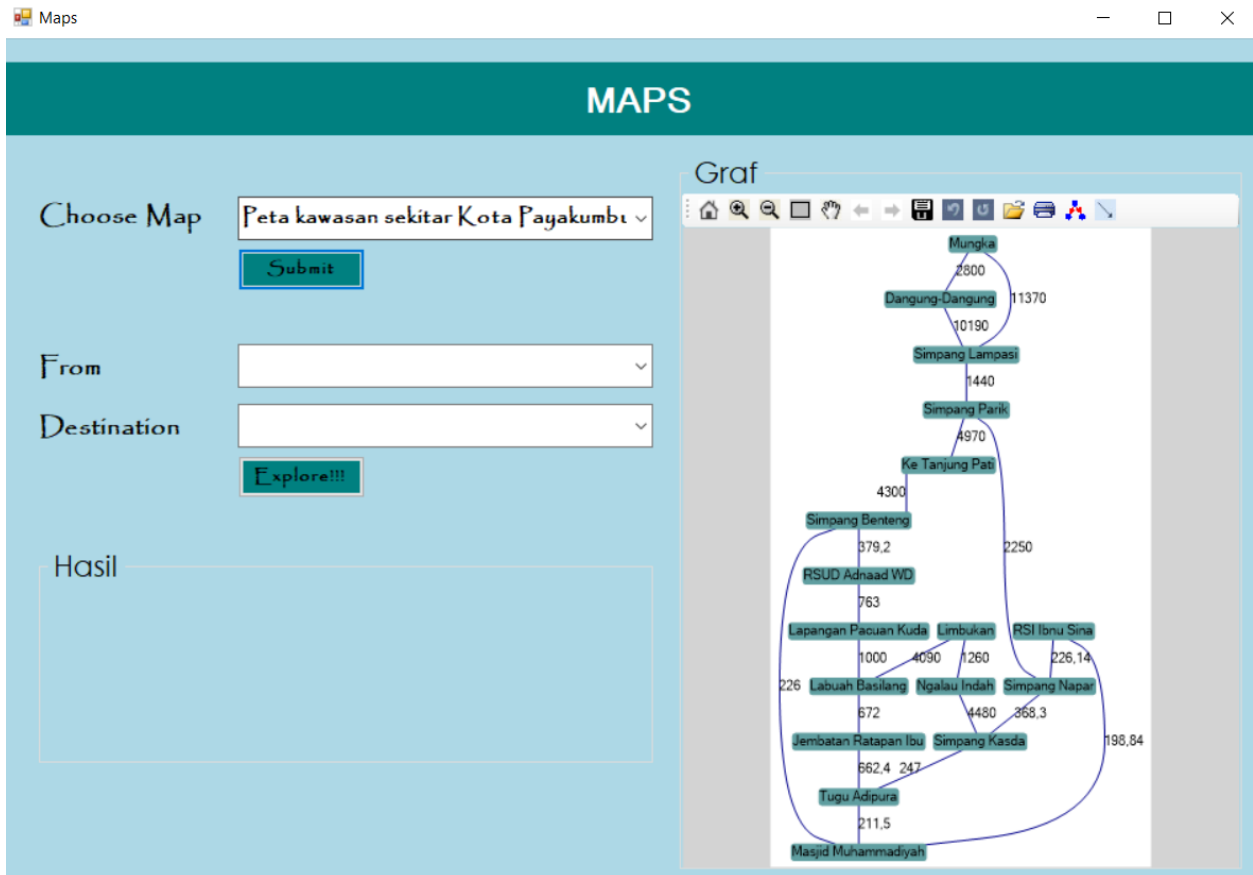 Maps
MAPS
Choose Map
Peta kawasan sekitar Kota Payakumbu
Submit
From
Destination
Explore!!!
Hasil
Graf
Mungka
2800
Dangung-Dangung
11370
10190
Simpang Lampasi
1440
Simpang Parik
4970
Ke Tanjung Pati
4300
Simpang Benteng
379,2
2250
RSUD Adnaad WD
763
Lapangan Pacuan Kuda
Limbukan
RSI Ibnu Sina
1000
4090
1260
226,14
226
Labuah Basilang
Ngalau Indah
Simpang Napar
672
4480
368,3
Jembatan Ratapan Ibu
Simpang Kasda
198,84
662,4
247
Tugu Adipura
211,5
Masjid Muhammadiyah